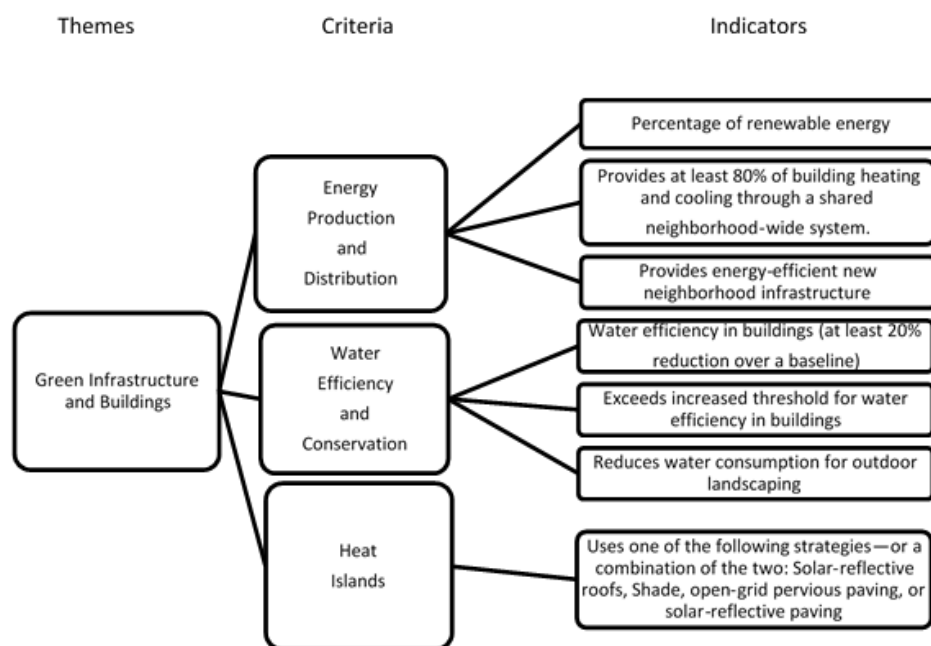 Themes
Criteria
Indicators
Green Infrastructure
and Buildings
Energy
Production
and
Distribution
Percentage of renewable energy
Provides at least 80% of building heating
and cooling through a shared
neighborhood-wide system.
Provides energy-efficient new
neighborhood infrastructure
Water
Efficiency
and
Conservation
Water efficiency in buildings (at least 20%
reduction over a baseline)
Exceeds increased threshold for water
efficiency in buildings
Reduces water consumption for outdoor
landscaping
Heat
Islands
Uses one of the following strategies—or a
combination of the two: Solar-reflective
roofs, Shade, open-grid pervious paving, or
solar-reflective paving